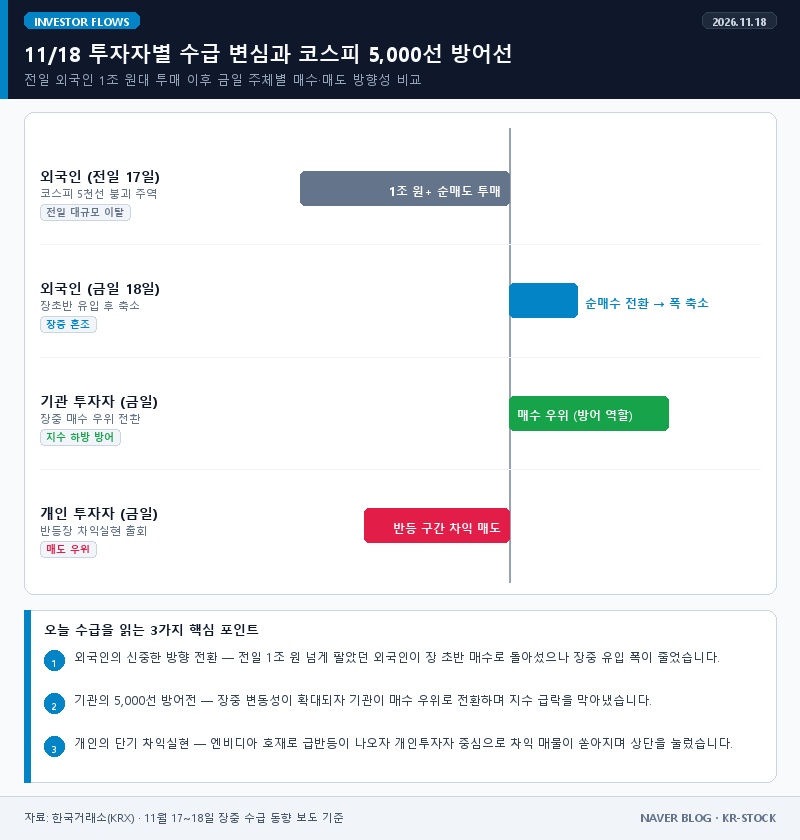 INVESTOR FLOWS
2026.11.18
11/18 투자자별 수급 변심과 코스피 5,000선 방어선
전일 외국인 1조 원대 투매 이후 금일 주체별 매수·매도 방향성 비교
외국인 (전일 17일)
코스피 5천선 붕괴 주역
전일 대규모 이탈
1조 원+ 순매도 투매
외국인 (금일 18일)
장초반 유입 후 축소
장중 혼조
순매수 전환 → 폭 축소
기관 투자자 (금일)
장중 매수 우위 전환
지수 하방 방어
매수 우위 (방어 역할)
개인 투자자 (금일)
반등장 차익실현 출회
매도 우위
반등 구간 차익 매도
오늘 수급을 읽는 3가지 핵심 포인트
1 외국인의 신중한 방향 전환 — 전일 1조 원 넘게 팔았던 외국인이 장 초반 매수로 돌아섰으나 장중 유입 폭이 줄었습니다.
2 기관의 5,000선 방어전 — 장중 변동성이 확대되자 기관이 매수 우위로 전환하며 지수 급락을 막아냈습니다.
3 개인의 단기 차익실현 — 엔비디아 호재로 급반등이 나오자 개인투자자 중심으로 차익 매물이 쏟아지며 상단을 눌렀습니다.
자료: 한국거래소(KRX) · 11월 17~18일 장중 수급 동향 보도 기준
NAVER BLOG · KR-STOCK